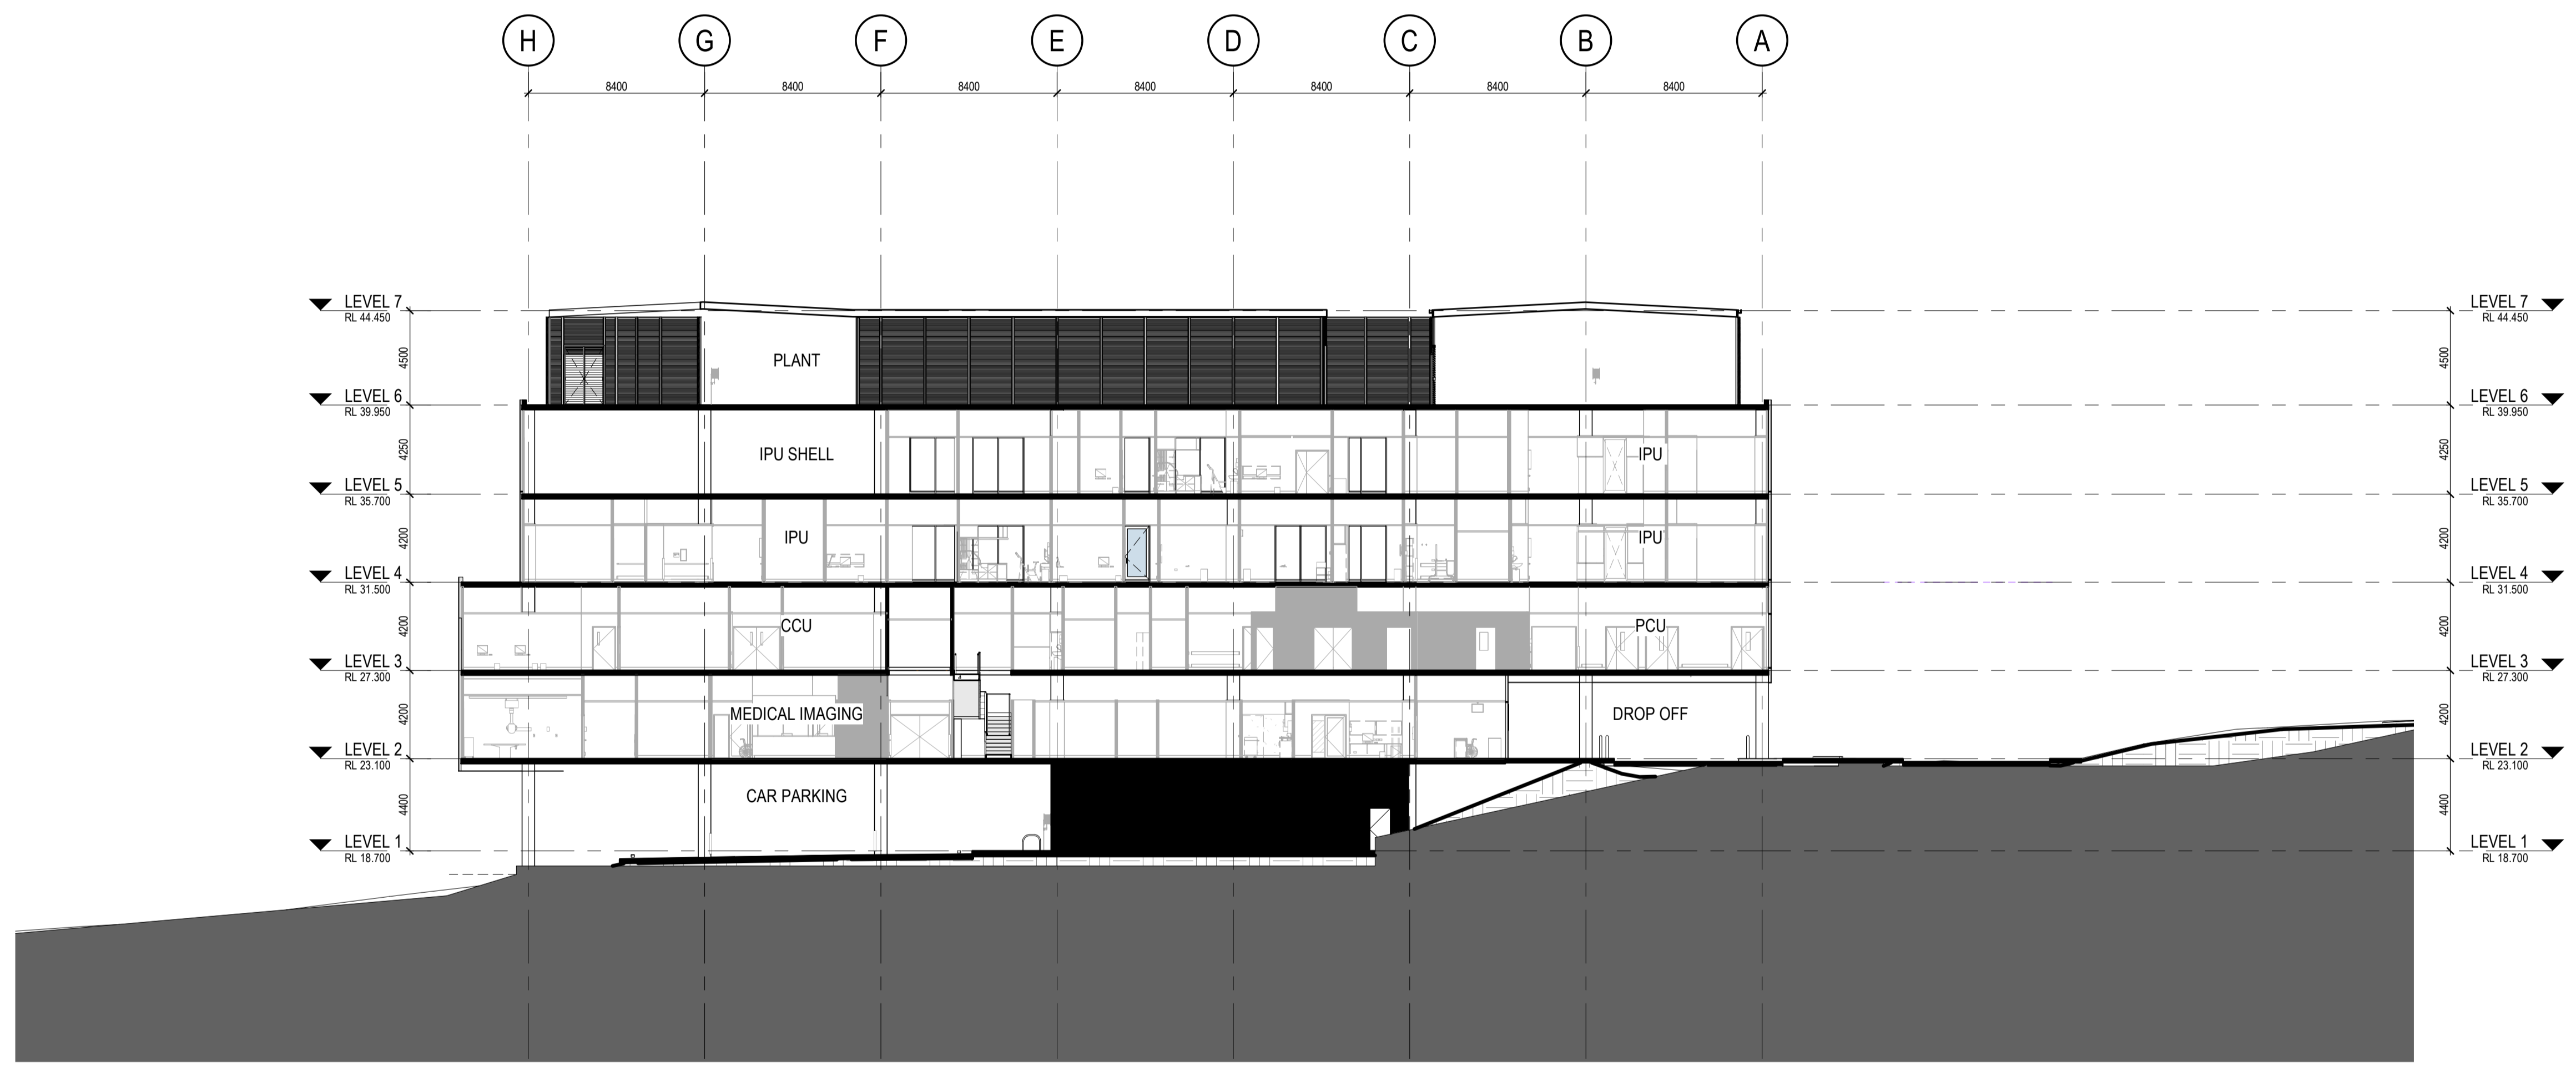 H G F E D C B A
8400 8400 8400 8400 8400 8400 8400
LEVEL 7 LEVEL 7
RL 44.450 RL 44.450
4500 PLANT 4500
LEVEL 6 LEVEL 6
RL 39.950 RL 39.950
4250 IPU SHELL IPU 4250
LEVEL 5 LEVEL 5
RL 35.700 RL 35.700
4200 IPU IPU 4200
LEVEL 4 LEVEL 4
RL 31.500 RL 31.500
4200 CCU PCU 4200
LEVEL 3 LEVEL 3
RL 27.300 RL 27.300
4200 MEDICAL IMAGING DROP OFF 4200
LEVEL 2 LEVEL 2
RL 23.100 RL 23.100
4400 CAR PARKING 4400
LEVEL 1 LEVEL 1
RL 18.700 RL 18.700